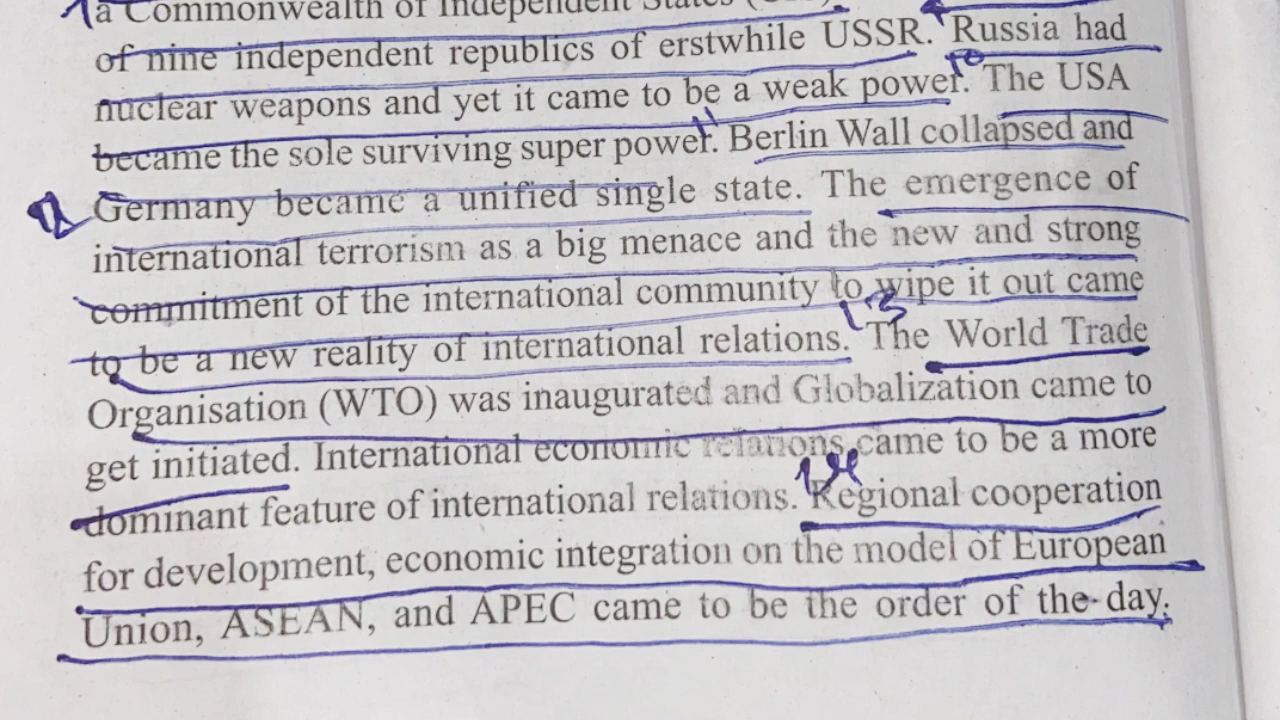 a Commonwealth of Independent States
of nine independent republics of erstwhile USSR. Russia had
nuclear weapons and yet it came to be a weak power. The USA
became the sole surviving super power. Berlin Wall collapsed and
Germany became a unified single state. The emergence of
international terrorism as a big menace and the new and strong
commitment of the international community to wipe it out came
to be a new reality of international relations. The World Trade
Organisation (WTO) was inaugurated and Globalization came to
get initiated. International economic relations came to be a more
dominant feature of international relations. Regional cooperation
for development, economic integration on the model of European
Union, ASEAN, and APEC came to be the order of the day.